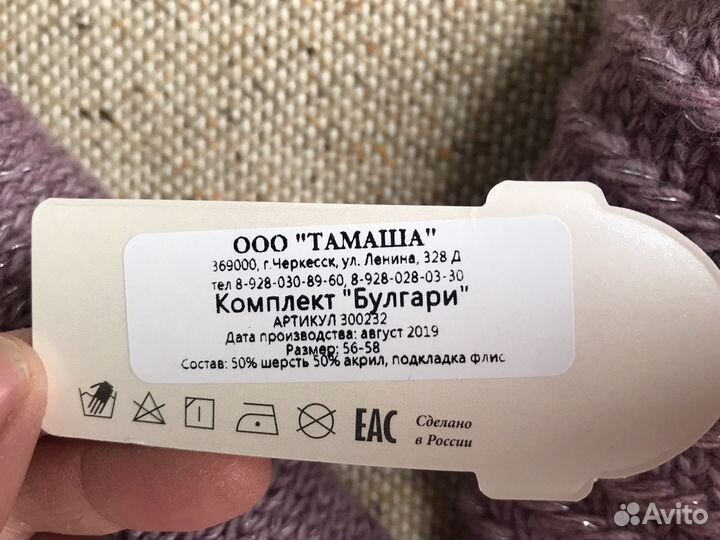 ООО "ТАМАША"
369000, г.Черкесск, ул. Ленина, 328 Д
тел 8-928-030-89-60, 8-928-028-03-30
Комплект "Булгари"
АРТИКУЛ 300232
Дата производства: август 2019
Размер: 56-58
Состав: 50% шерсть 50% акрил, подкладка флис
EAC
Сделано
в России
Avito